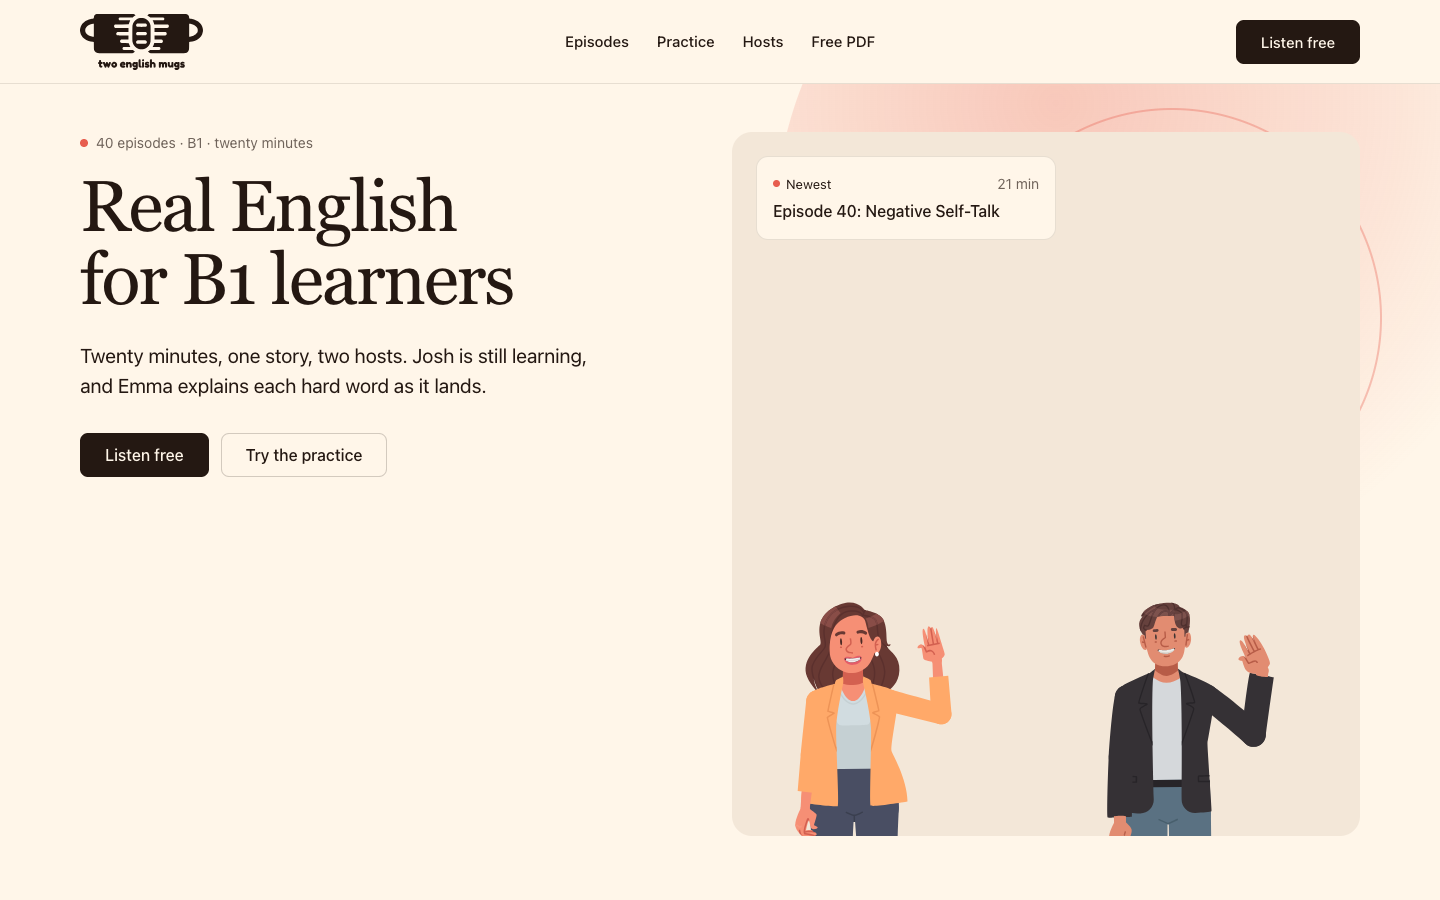 two english mugs
Episodes
Practice
Hosts
Free PDF
Listen free
40 episodes · B1 · twenty minutes
Real English
for B1 learners
Twenty minutes, one story, two hosts. Josh is still learning,
and Emma explains each hard word as it lands.
Listen free
Try the practice
Newest
21 min
Episode 40: Negative Self-Talk